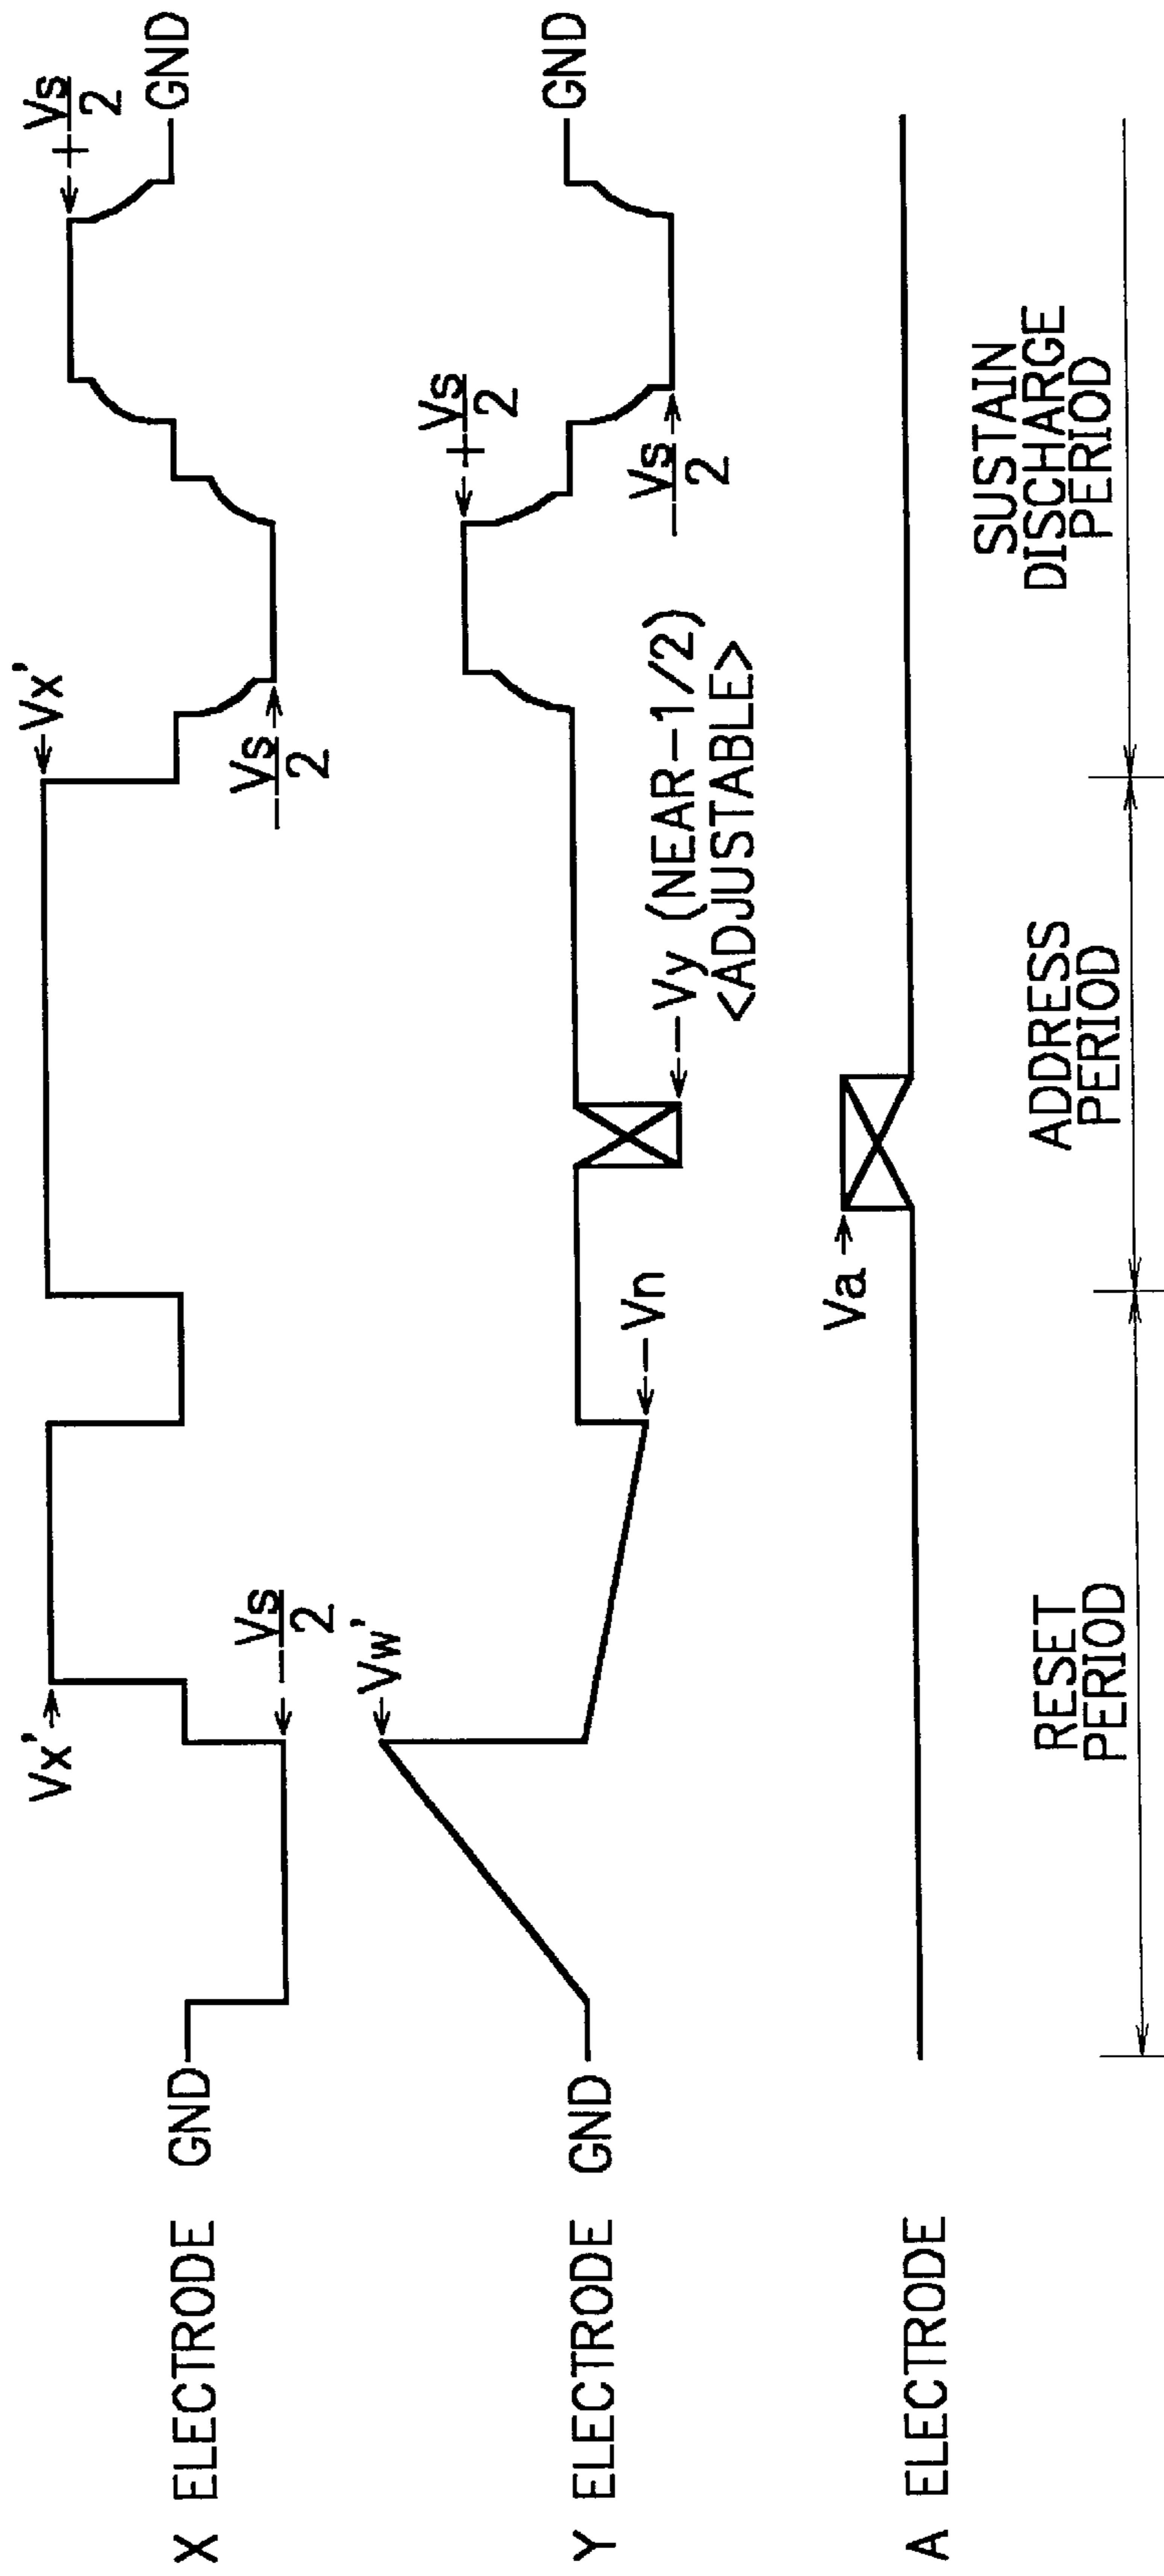 X ELECTRODE GND
Vx'
-Vs/2
Vx'
-Vs/2
+Vs/2
GND
Y ELECTRODE GND
Vw'
-Vn
-Vy (NEAR-1/2)
<ADJUSTABLE>
+Vs/2
-Vs/2
GND
A ELECTRODE
Va
RESET
PERIOD
ADDRESS
PERIOD
SUSTAIN
DISCHARGE
PERIOD